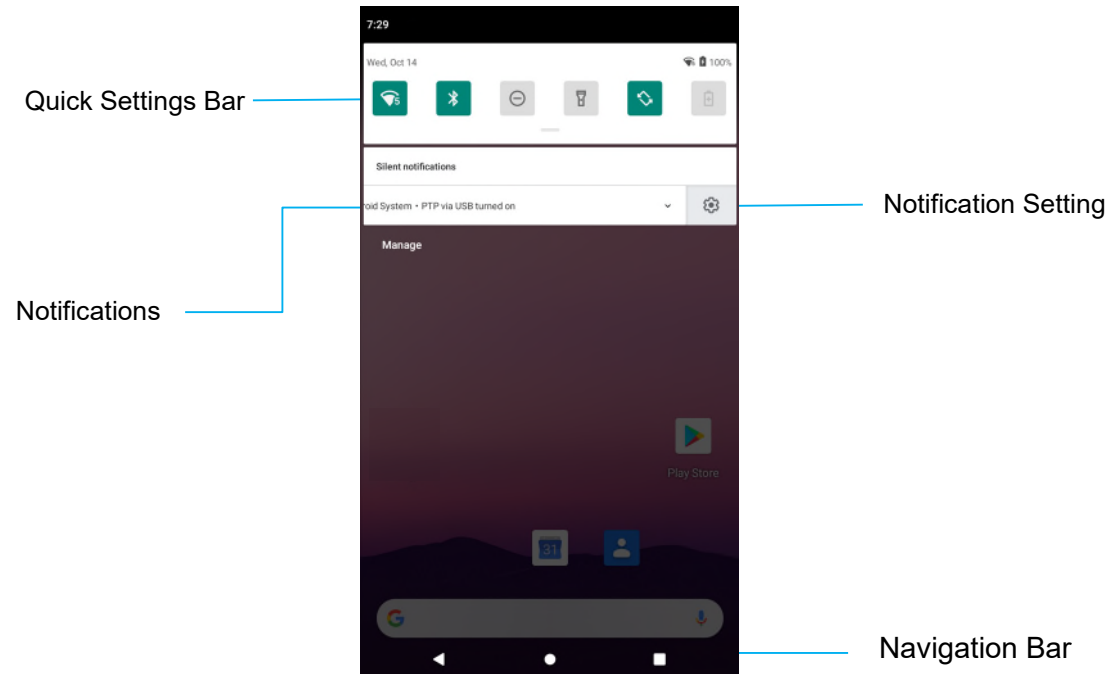 7:29
Wed, Oct 14
100%
5
Quick Settings Bar
Silent notifications
roid System • PTP via USB turned on
Notification Setting
Manage
Notifications
Play Store
31
G
Navigation Bar